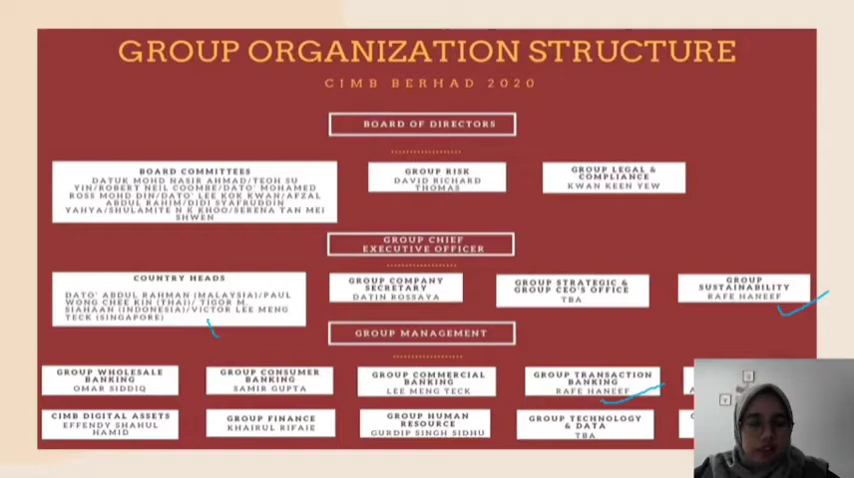 GROUP ORGANIZATION STRUCTURE
CIMB BERHAD 2020
BOARD OF DIRECTORS
BOARD COMMITTEES
DATUK MOHD NASIR AHMAD/TEOH SU
YIN/ROBERT NEIL COOMBE/DATO' MOHAMED
ROSS MOHD DIN/DATO' LEE KOK KWAN/AFZAL
ABDUL RAHIM/DIDI SYAFRUDDIN
YAHYA/SHULAMITE N K KHOO/SERENA TAN MEI
SHWEN
GROUP RISK
DAVID RICHARD
THOMAS
GROUP LEGAL &
COMPLIANCE
KWAN KEEN YEW
GROUP CHIEF
EXECUTIVE OFFICER
COUNTRY HEADS
DATO' ABDUL RAHMAN (MALAYSIA)/PAUL
WONG CHEE KIN (THAI)/ TIGOR M.
SIAHAAN (INDONESIA)/VICTOR LEE MENG
TECK (SINGAPORE)
GROUP COMPANY
SECRETARY
DATIN ROSSAYA
GROUP STRATEGIC &
GROUP CEO'S OFFICE
TBA
GROUP
SUSTAINABILITY
RAFE HANEEF
GROUP MANAGEMENT
GROUP WHOLESALE
BANKING
OMAR SIDDIQ
GROUP CONSUMER
BANKING
SAMIR GUPTA
GROUP COMMERCIAL
BANKING
LEE MENG TECK
GROUP TRANSACTION
BANKING
RAFE HANEEF
CIMB DIGITAL ASSETS
EFFENDY SHAHUL
HAMID
GROUP FINANCE
KHAIRUL RIFAIE
GROUP HUMAN
RESOURCE
GURDIP SINGH SIDHU
GROUP TECHNOLOGY
& DATA
TBA